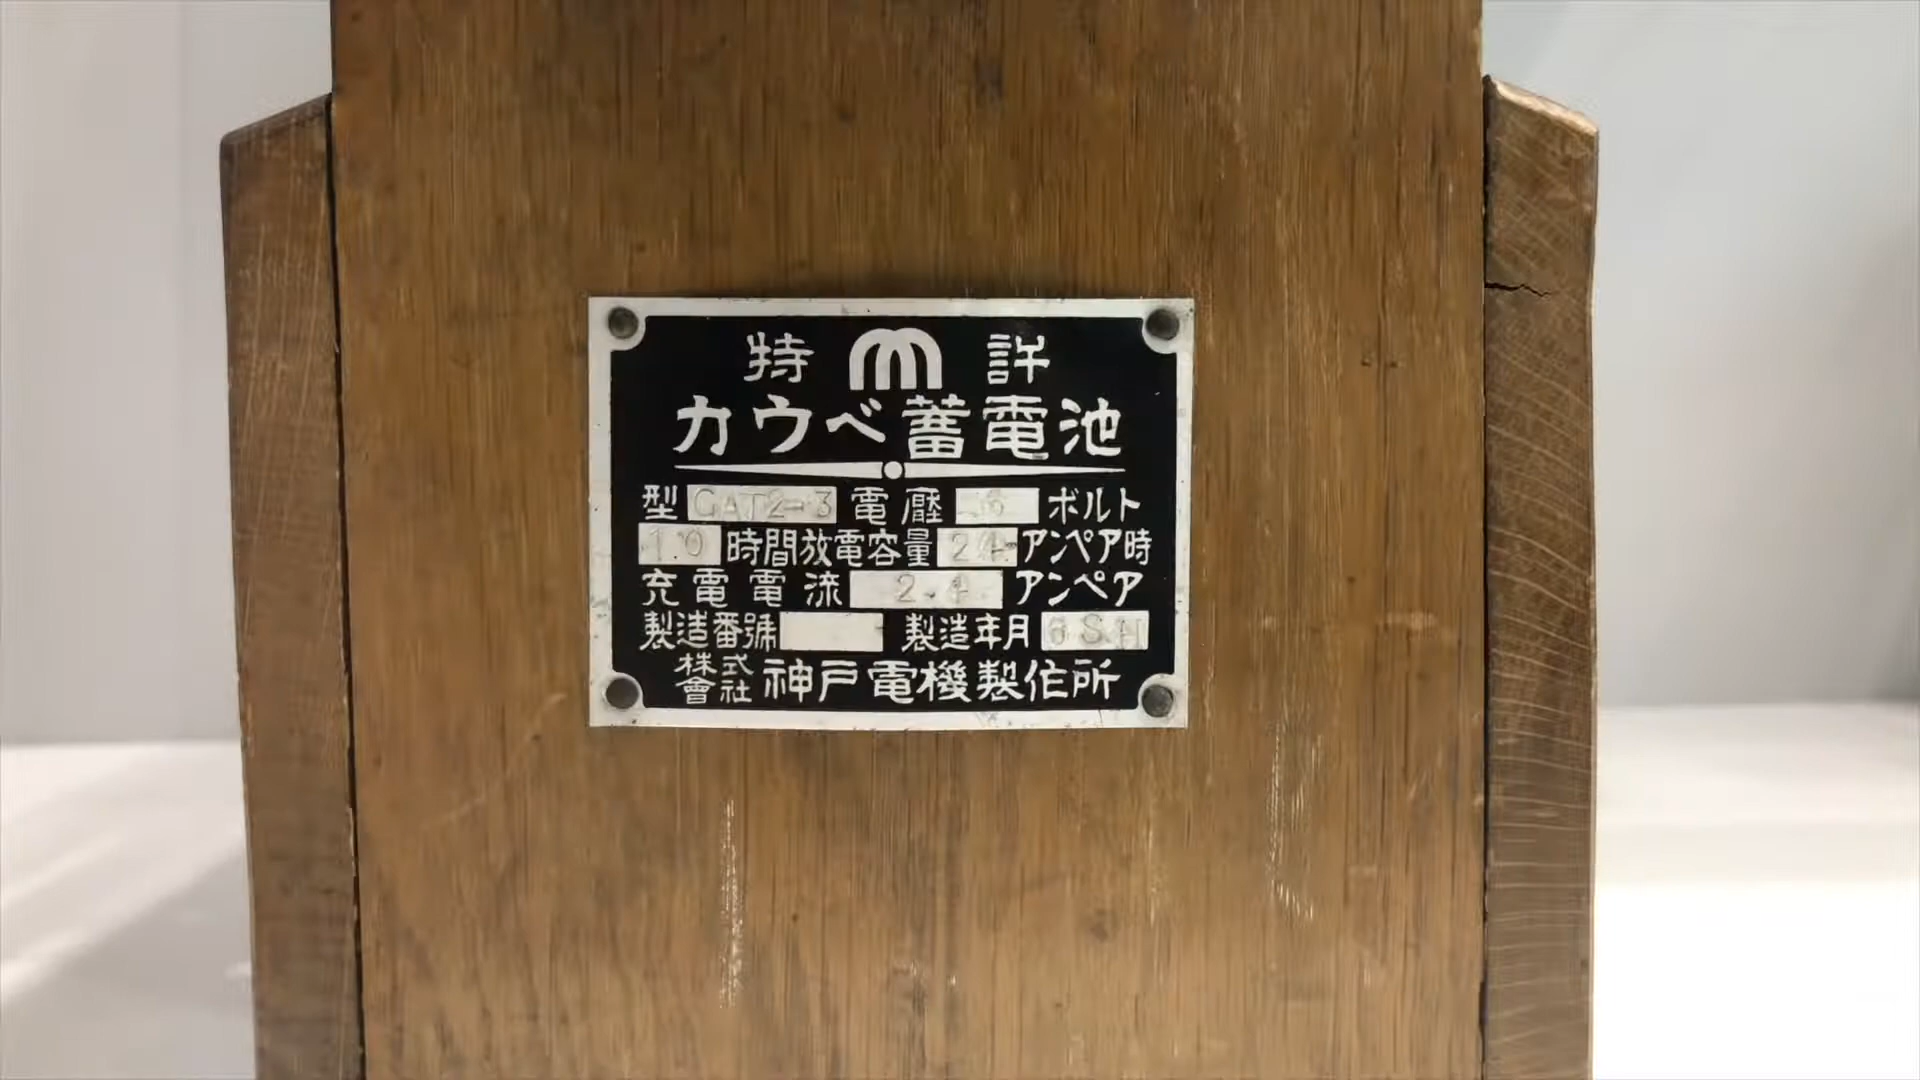 特 許
カウベ蓄電池
型 GAT2-3 電壓 6 ボルト
10 時間放電容量 24 アンペア時
充電電流 2.4 アンペア
製造番號 製造年月 6SH
株式會社 神戸電機製作所